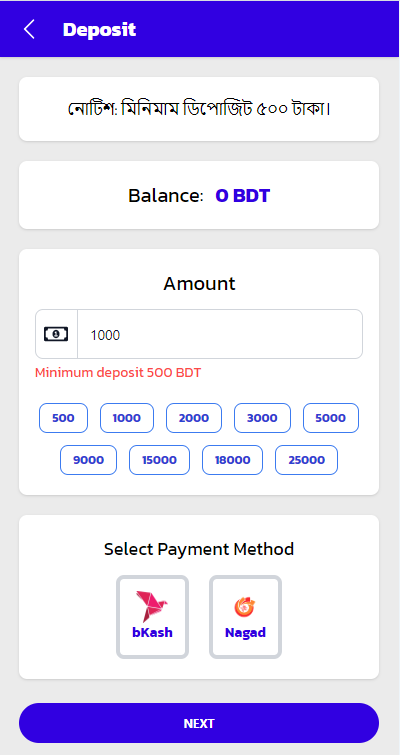 Deposit
নোটিশ: মিনিমাম ডিপোজিট ৫০০ টাকা।
Balance: 0 BDT
Amount
1000
Minimum deposit 500 BDT
500 1000 2000 3000 5000
9000 15000 18000 25000
Select Payment Method
bKash Nagad
NEXT